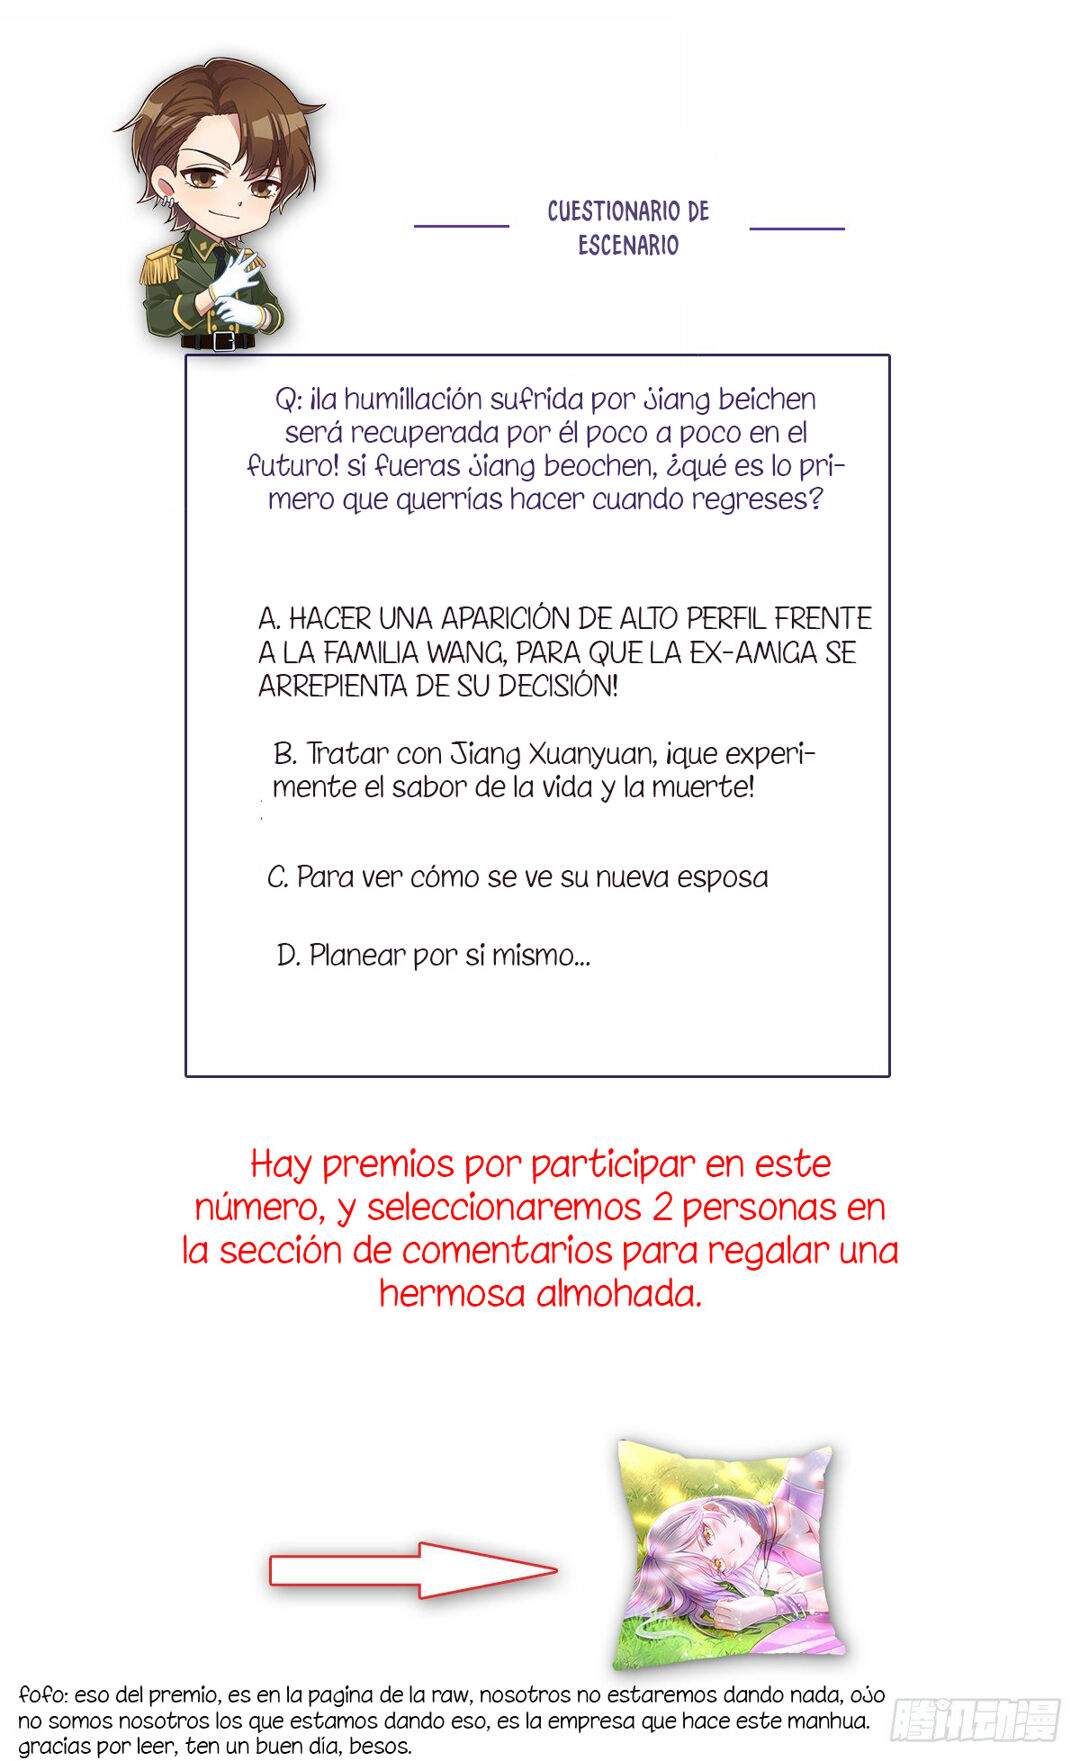 CUESTIONARIO DE
ESCENARIO
Q: ¡la humillación sufrida por Jiang beichen
será recuperada por él poco a poco en el
futuro! si fueras Jiang beochen, ¿qué es lo pri-
mero que querrías hacer cuando regreses?
A. HACER UNA APARICIÓN DE ALTO PERFIL FRENTE
A LA FAMILIA WANG, PARA QUE LA EX-AMIGA SE
ARREPIENTA DE SU DECISIÓN!
B. Tratar con Jiang Xuanyuan, ¡que experi-
mente el sabor de la vida y la muerte!
C. Para ver cómo se ve su nueva esposa
D. Planear por si mismo...
Hay premios por participar en este
número, y seleccionaremos 2 personas en
la sección de comentarios para regalar una
hermosa almohada.
fofo: eso del premio, es en la pagina de la raw, nosotros no estaremos dando nada, ojo
no somos nosotros los que estamos dando eso, es la empresa que hace este manhua.
gracias por leer, ten un buen día, besos.
腾讯动漫